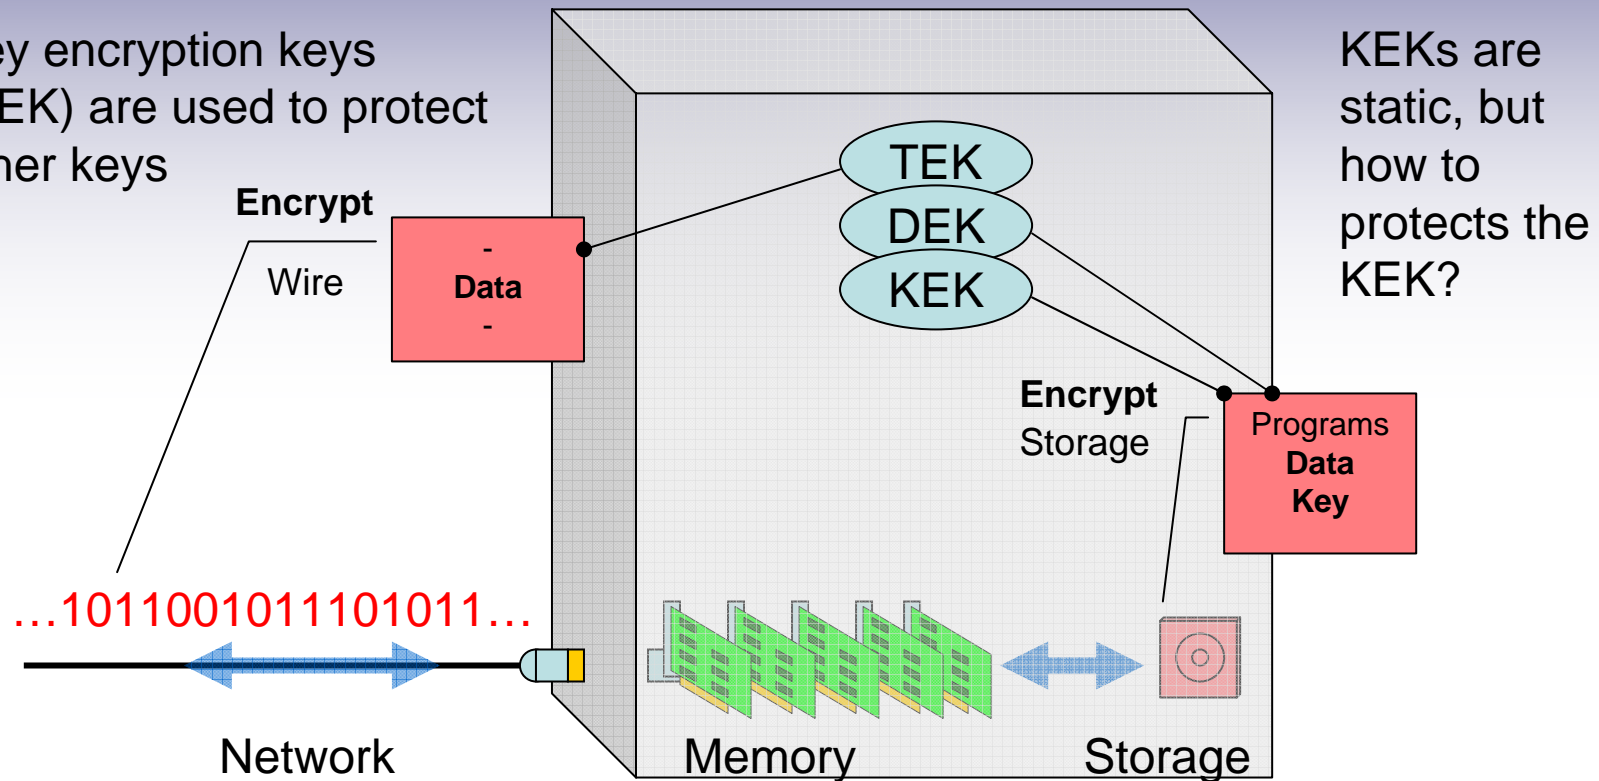 ey encryption keys
EK) are used to protect
her keys
KEKs are
static, but
how to
protects the
KEK?
TEK
DEK
KEK
Encrypt
Wire
-
Data
-
Encrypt
Storage
Programs
Data
Key
…1011001011101011…
Network
Memory
Storage